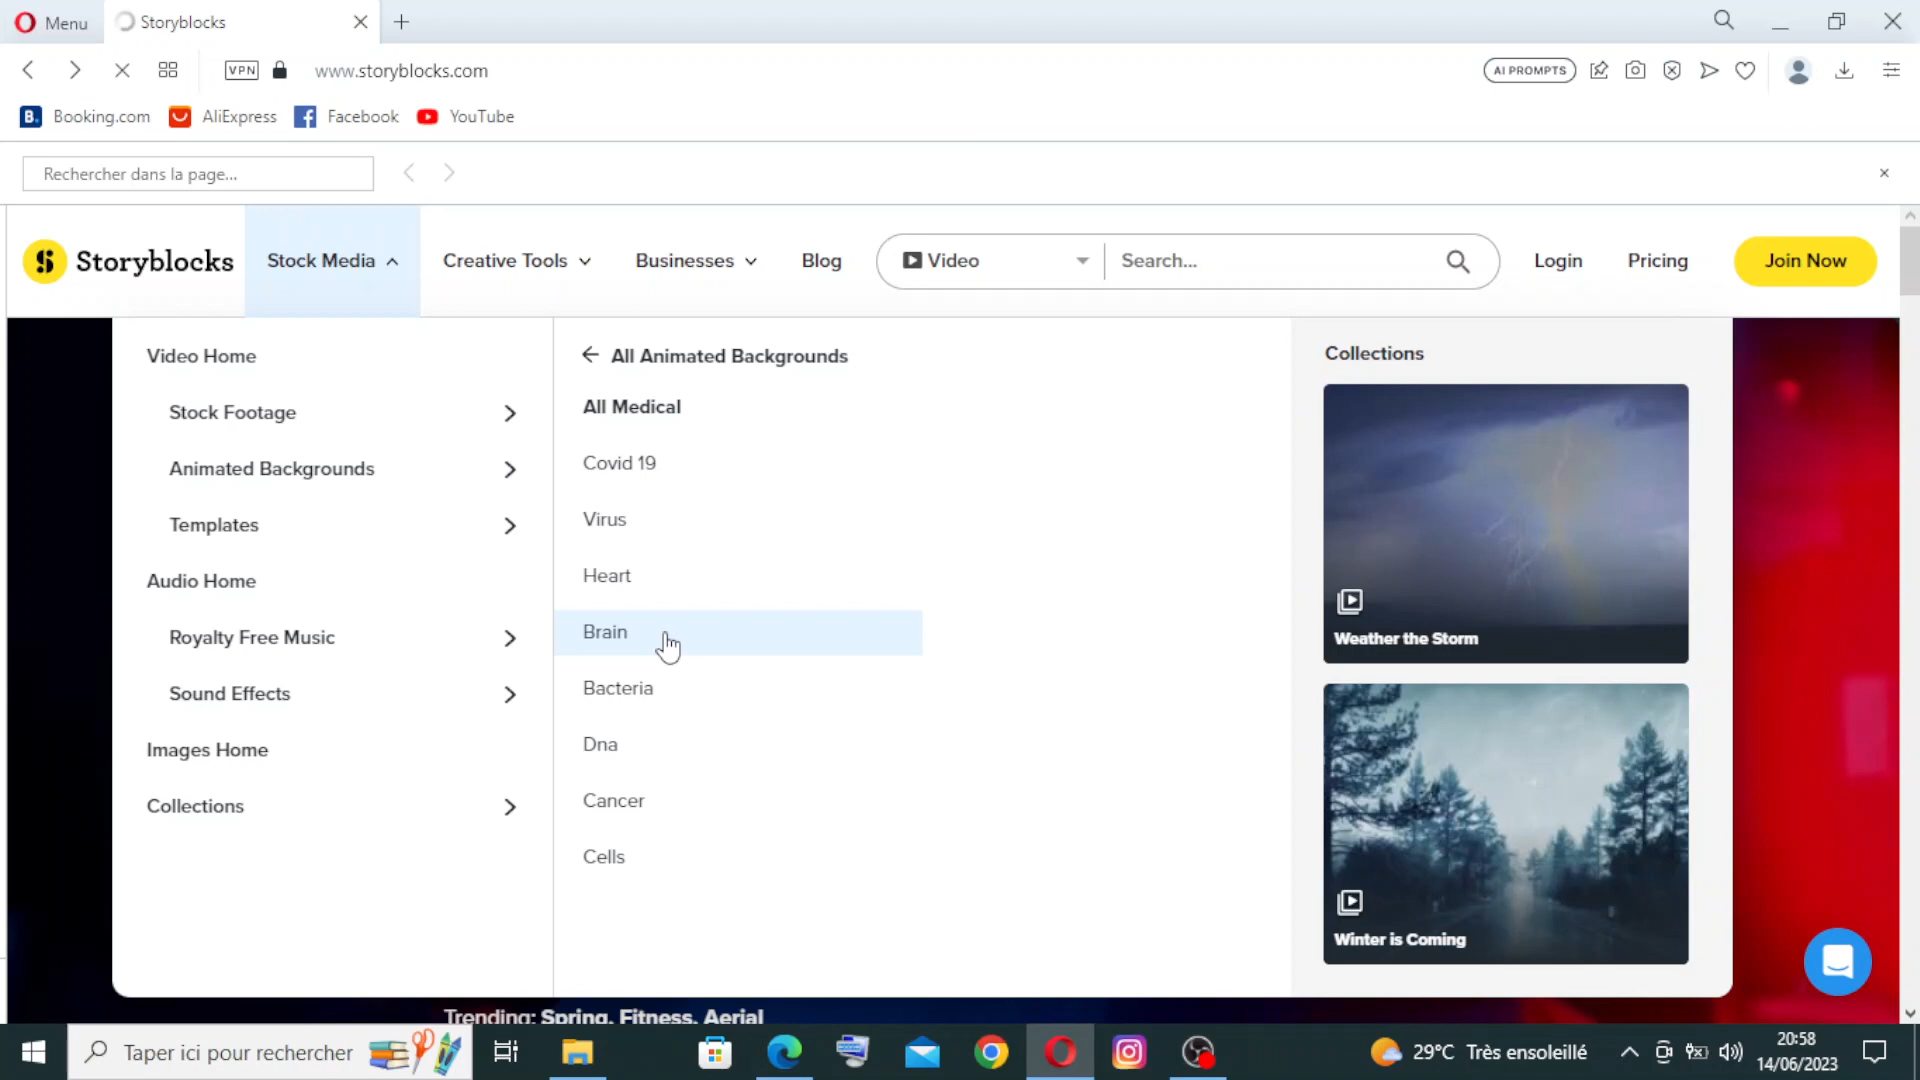 Menu
Storyblocks
VPN
www.storyblocks.com
AI PROMPTS
B. Booking.com
AliExpress
Facebook
YouTube
Rechercher dans la page...
Storyblocks
Stock Media
Creative Tools
Businesses
Blog
Video
Search...
Login
Pricing
Join Now
Video Home
Stock Footage
Animated Backgrounds
Templates
Audio Home
Royalty Free Music
Sound Effects
Images Home
Collections
All Animated Backgrounds
All Medical
Covid 19
Virus
Heart
Brain
Bacteria
Dna
Cancer
Cells
Collections
Weather the Storm
Winter is Coming
Trending: Spring, Fitness, Aerial
Taper ici pour rechercher
29°C Très ensoleillé
20:58
14/06/2023